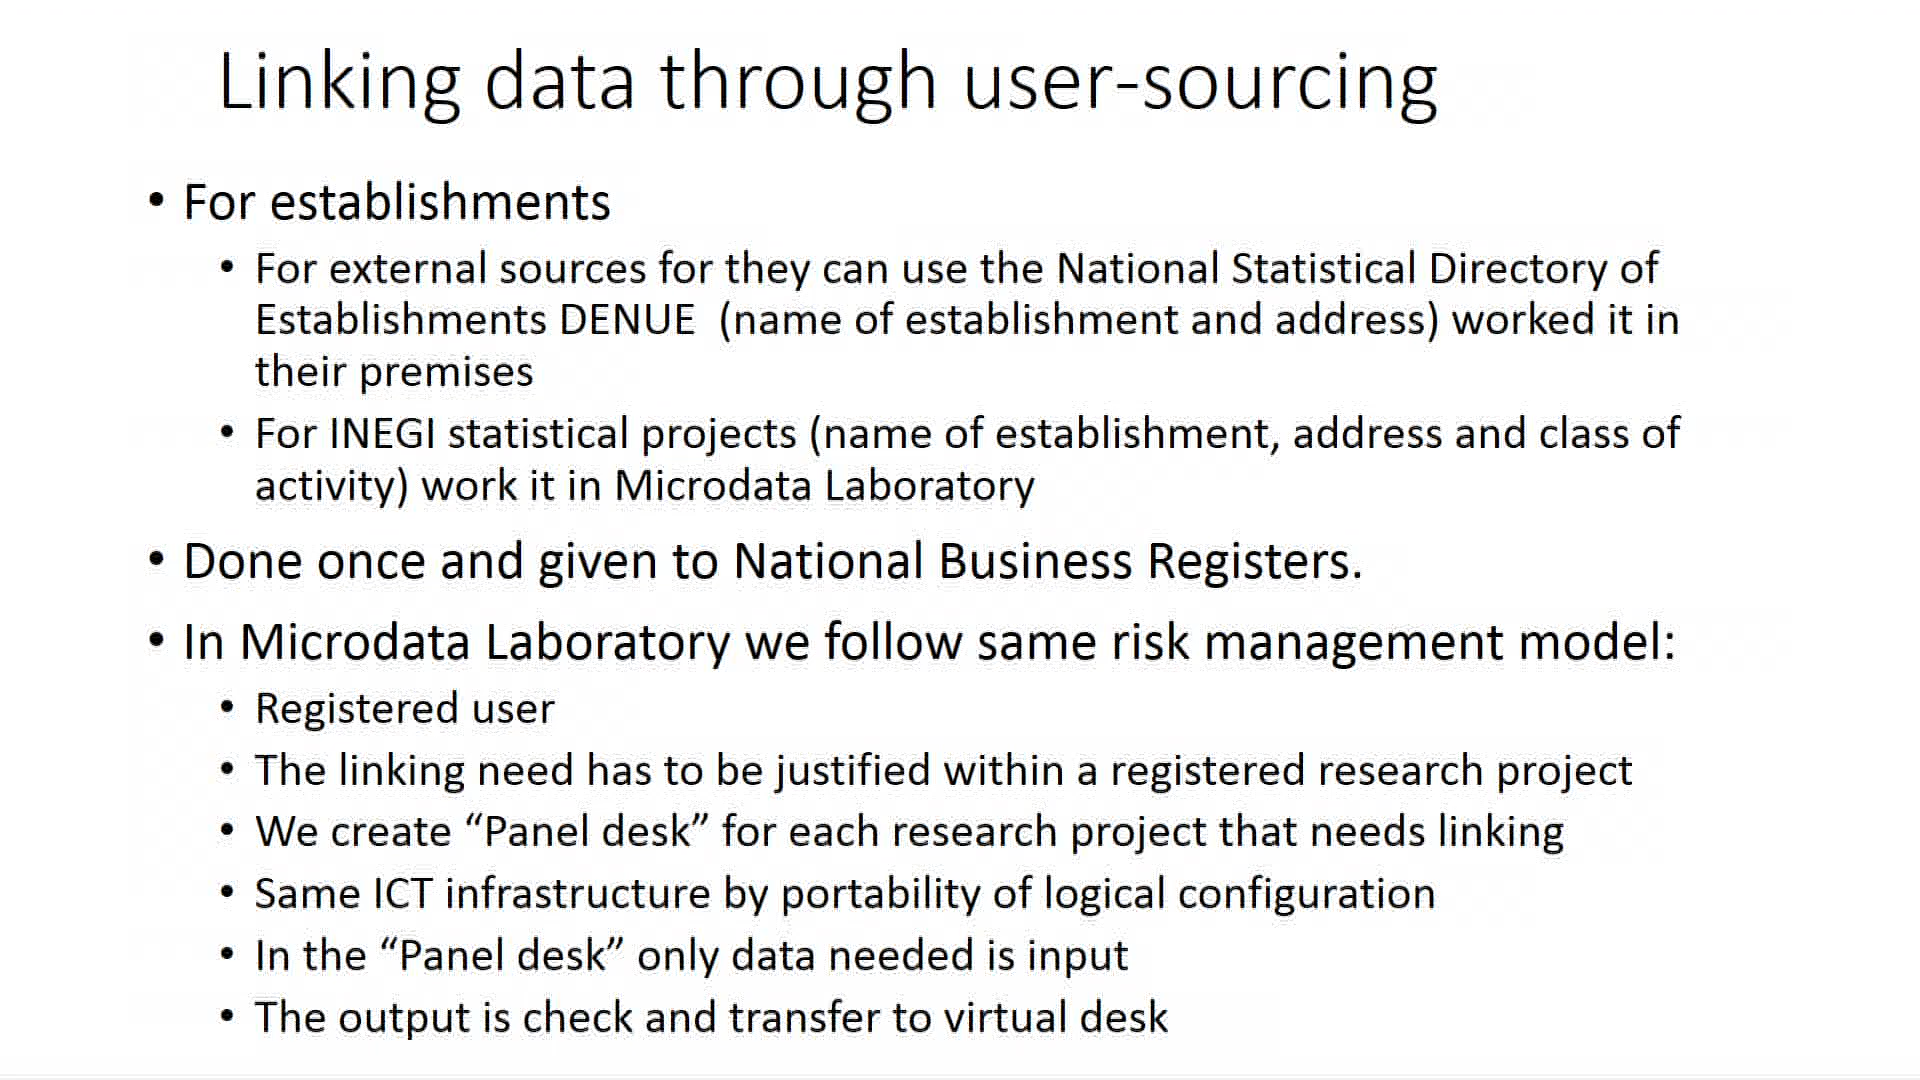 Linking data through user-sourcing
• For establishments
• For external sources for they can use the National Statistical Directory of
Establishments DENUE (name of establishment and address) worked it in
their premises
• For INEGI statistical projects (name of establishment, address and class of
activity) work it in Microdata Laboratory
• Done once and given to National Business Registers.
• In Microdata Laboratory we follow same risk management model:
• Registered user
• The linking need has to be justified within a registered research project
• We create “Panel desk” for each research project that needs linking
• Same ICT infrastructure by portability of logical configuration
• In the “Panel desk” only data needed is input
• The output is check and transfer to virtual desk